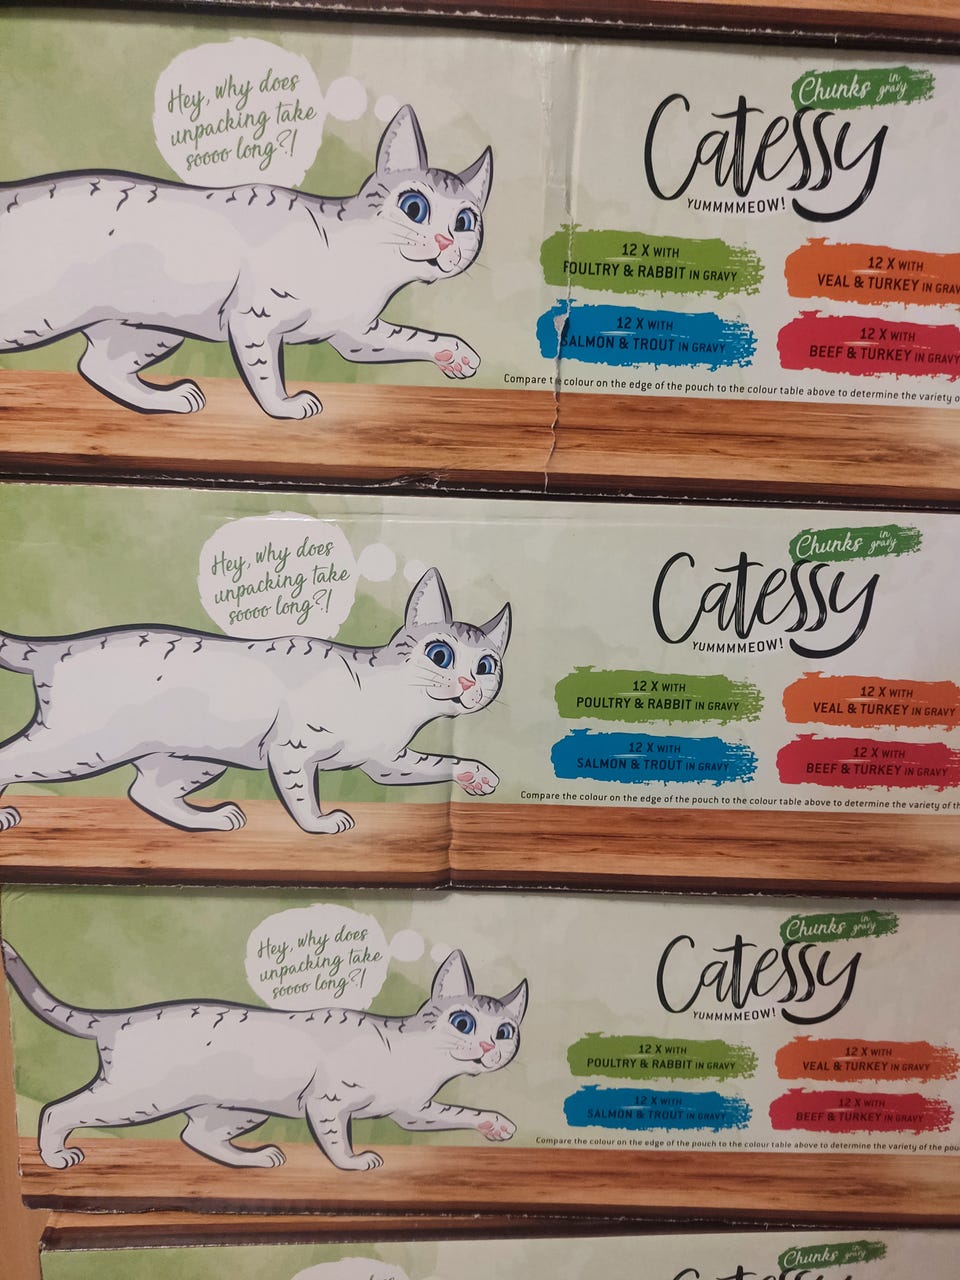 Hey, why does
unpacking take
soooo long?!
Chunks in gravy
Catessy
YUMMMMEOW!
12 X WITH
POULTRY & RABBIT IN GRAVY
12 X WITH
VEAL & TURKEY IN GRAV
12 X WITH
SALMON & TROUT IN GRAVY
12 X WITH
BEEF & TURKEY IN GRAVY
Compare the colour on the edge of the pouch to the colour table above to determine the variety o
Hey, why does
unpacking take
soooo long?!
Chunks in gravy
Catessy
YUMMMMEOW!
12 X WITH
POULTRY & RABBIT IN GRAVY
12 X WITH
VEAL & TURKEY IN GRAVY
12 X WITH
SALMON & TROUT IN GRAVY
12 X WITH
BEEF & TURKEY IN GRAVY
Compare the colour on the edge of the pouch to the colour table above to determine the variety of th
Hey, why does
unpacking take
soooo long?!
Chunks in gravy
Catessy
YUMMMMEOW!
12 X WITH
POULTRY & RABBIT IN GRAVY
12 X WITH
VEAL & TURKEY IN GRAVY
12 X WITH
SALMON & TROUT IN GRAVY
12 X WITH
BEEF & TURKEY IN GRAVY
Compare the colour on the edge of the pouch to the colour table above to determine the variety of the pou
Chunks in gravy